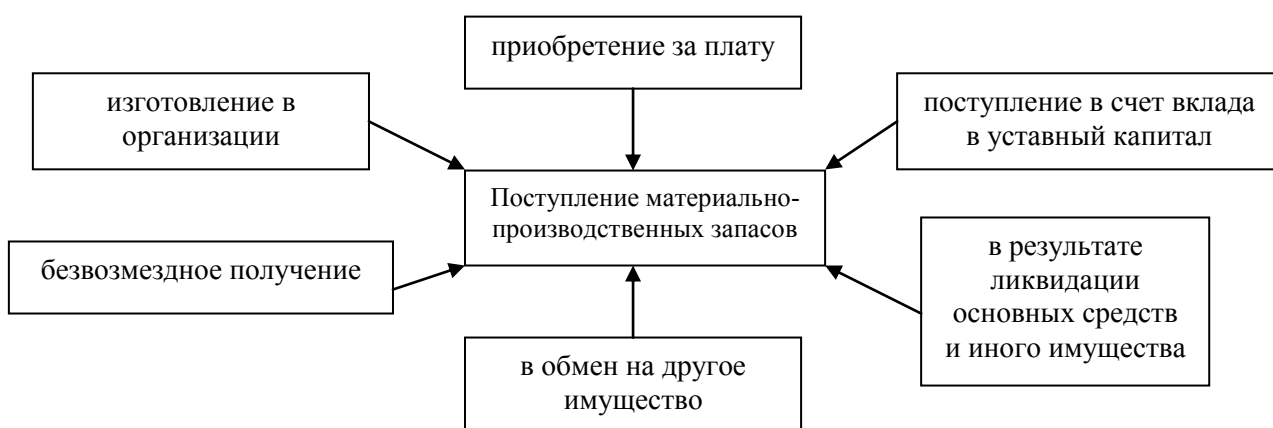 приобретение за плату
изготовление в
организации
поступление в счет вклада
в уставный капитал
Поступление материально-
производственных запасов
безвозмездное получение
в результате
ликвидации
основных средств
и иного имущества
в обмен на другое
имущество